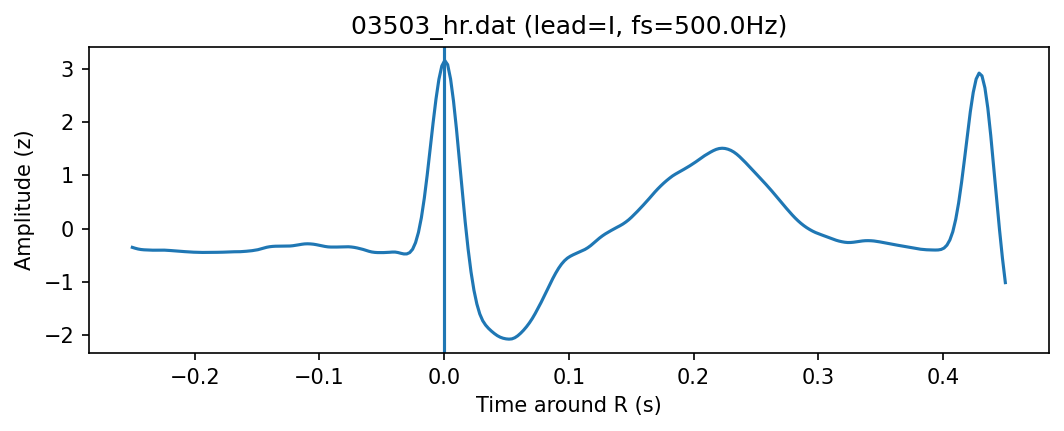 03503_hr.dat (lead=I, fs=500.0Hz)
Amplitude (z)
3
2
1
0
−1
−2
−0.2 −0.1 0.0 0.1 0.2 0.3 0.4
Time around R (s)